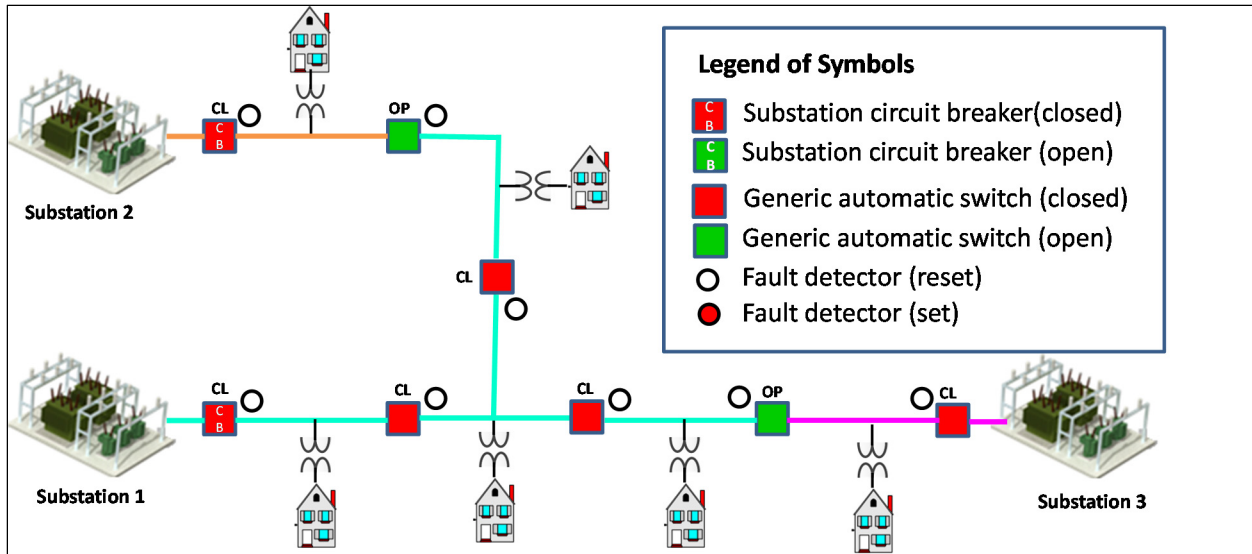 CL
OP
C
B
Substation 2
CL
CL
CL
CL
OP
CL
C
B
Substation 1
Substation 3
Legend of Symbols
C
B
Substation circuit breaker(closed)
C
B
Substation circuit breaker (open)
Generic automatic switch (closed)
Generic automatic switch (open)
Fault detector (reset)
Fault detector (set)